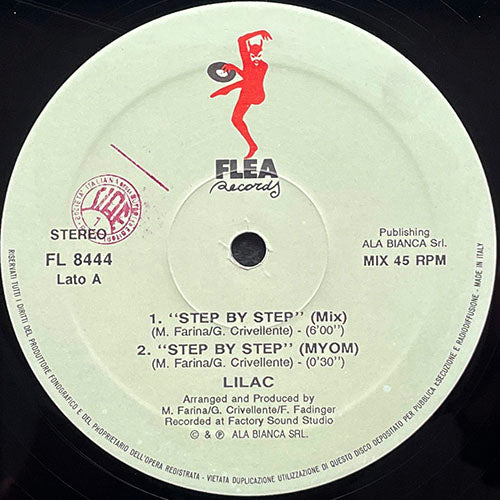 FLEA
Records
SOCIETA' ITALIANA
SIAE
STEREO
FL 8444
Lato A
Publishing
ALA BIANCA Srl.
MIX 45 RPM
1. "STEP BY STEP" (Mix)
(M. Farina/G. Crivellente) - (6'00")
2. "STEP BY STEP" (MYOM)
(M. Farina/G. Crivellente) - (0'30")
LILAC
Arranged and Produced by
M. Farina/G. Crivellente/F. Fadinger
Recorded at Factory Sound Studio
© & ℗ ALA BIANCA SRL.
RISERVATI TUTTI I DIRITTI DEL PRODUTTORE FONOGRAFICO E DEL PROPRIETARIO DELL'OPERA REGISTRATA - VIETATA DUPLICAZIONE UTILIZZAZIONE DI QUESTO DISCO DEPOSITATO PER PUBBLICA ESECUZIONE E RADIODIFFUSIONE - MADE IN ITALY